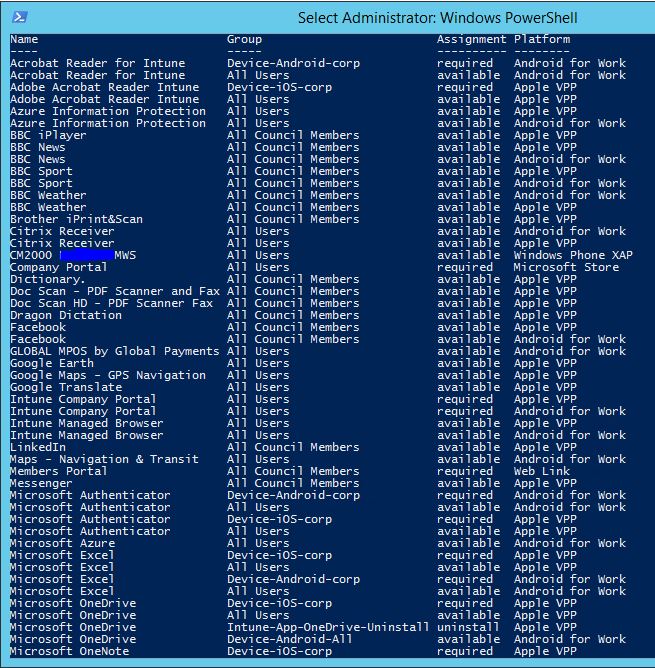 Select Administrator: Windows PowerShell
Name Group Assignment Platform
---- ----- ---------- --------
Acrobat Reader for Intune Device-Android-corp required Android for Work
Acrobat Reader for Intune All Users available Android for Work
Adobe Acrobat Reader Intune Device-iOS-corp required Apple VPP
Adobe Acrobat Reader Intune All Users available Apple VPP
Azure Information Protection All Users available Apple VPP
Azure Information Protection All Users available Android for Work
BBC iPlayer All Council Members available Apple VPP
BBC News All Council Members available Apple VPP
BBC News All Council Members available Android for Work
BBC Sport All Council Members available Apple VPP
BBC Sport All Council Members available Android for Work
BBC Weather All Council Members available Android for Work
BBC Weather All Council Members available Apple VPP
Brother iPrint&Scan All Council Members available Apple VPP
Citrix Receiver All Users available Android for Work
Citrix Receiver All Users available Apple VPP
CM2000 MWS All Users available Windows Phone XAP
Company Portal All Users required Microsoft Store
Dictionary. All Council Members available Apple VPP
Doc Scan - PDF Scanner and Fax All Council Members available Apple VPP
Doc Scan HD - PDF Scanner Fax All Council Members available Apple VPP
Dragon Dictation All Council Members available Apple VPP
Facebook All Council Members available Apple VPP
Facebook All Council Members available Android for Work
GLOBAL MPOS by Global Payments All Users available Android for Work
Google Earth All Users available Apple VPP
Google Maps - GPS Navigation All Users available Apple VPP
Google Translate All Users available Apple VPP
Intune Company Portal All Users required Apple VPP
Intune Company Portal All Users required Android for Work
Intune Managed Browser All Users available Apple VPP
Intune Managed Browser All Users available Android for Work
LinkedIn All Council Members available Apple VPP
Maps - Navigation & Transit All Users available Android for Work
Members Portal All Council Members required Web Link
Messenger All Council Members available Apple VPP
Microsoft Authenticator Device-Android-corp required Android for Work
Microsoft Authenticator All Users available Android for Work
Microsoft Authenticator Device-iOS-corp required Apple VPP
Microsoft Authenticator All Users available Apple VPP
Microsoft Azure All Users available Android for Work
Microsoft Excel Device-iOS-corp required Apple VPP
Microsoft Excel All Users available Apple VPP
Microsoft Excel Device-Android-corp required Android for Work
Microsoft Excel All Users available Android for Work
Microsoft OneDrive Device-iOS-corp required Apple VPP
Microsoft OneDrive All Users available Apple VPP
Microsoft OneDrive Intune-App-OneDrive-Uninstall uninstall Apple VPP
Microsoft OneDrive Device-Android-All available Android for Work
Microsoft OneNote Device-iOS-corp required Apple VPP